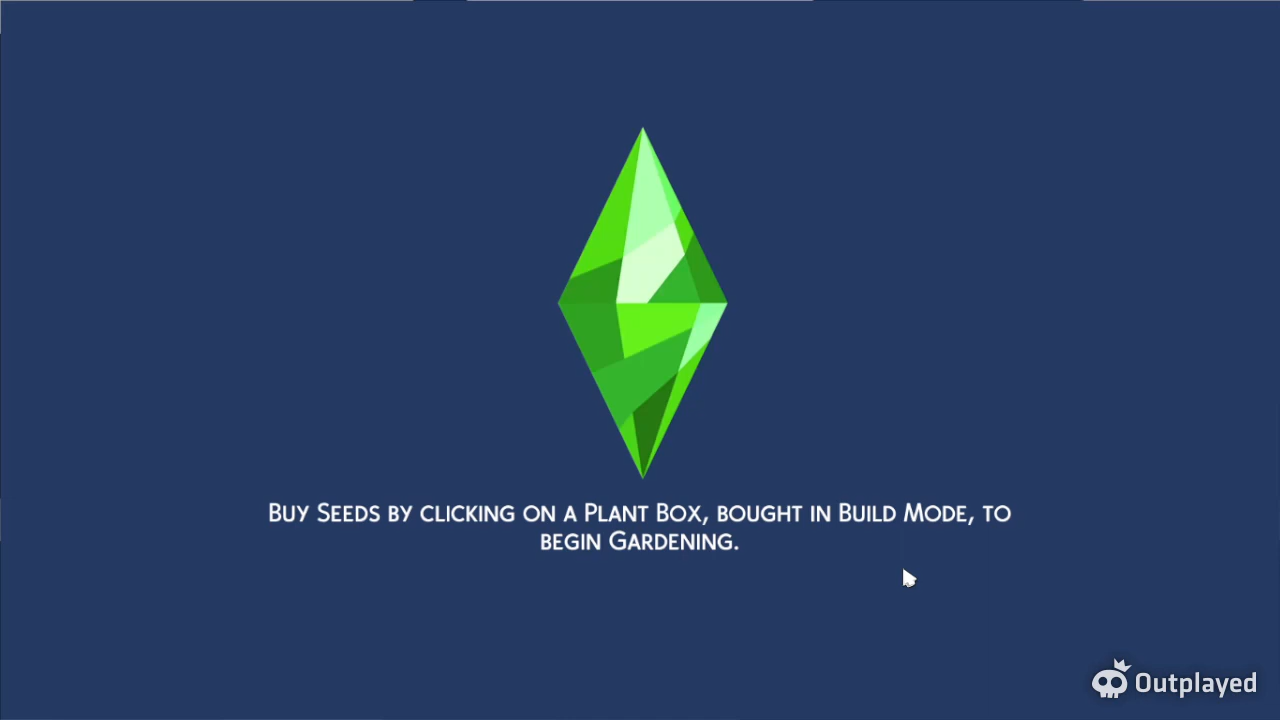 Buy Seeds by clicking on a Plant Box, bought in Build Mode, to
begin Gardening.
Outplayed